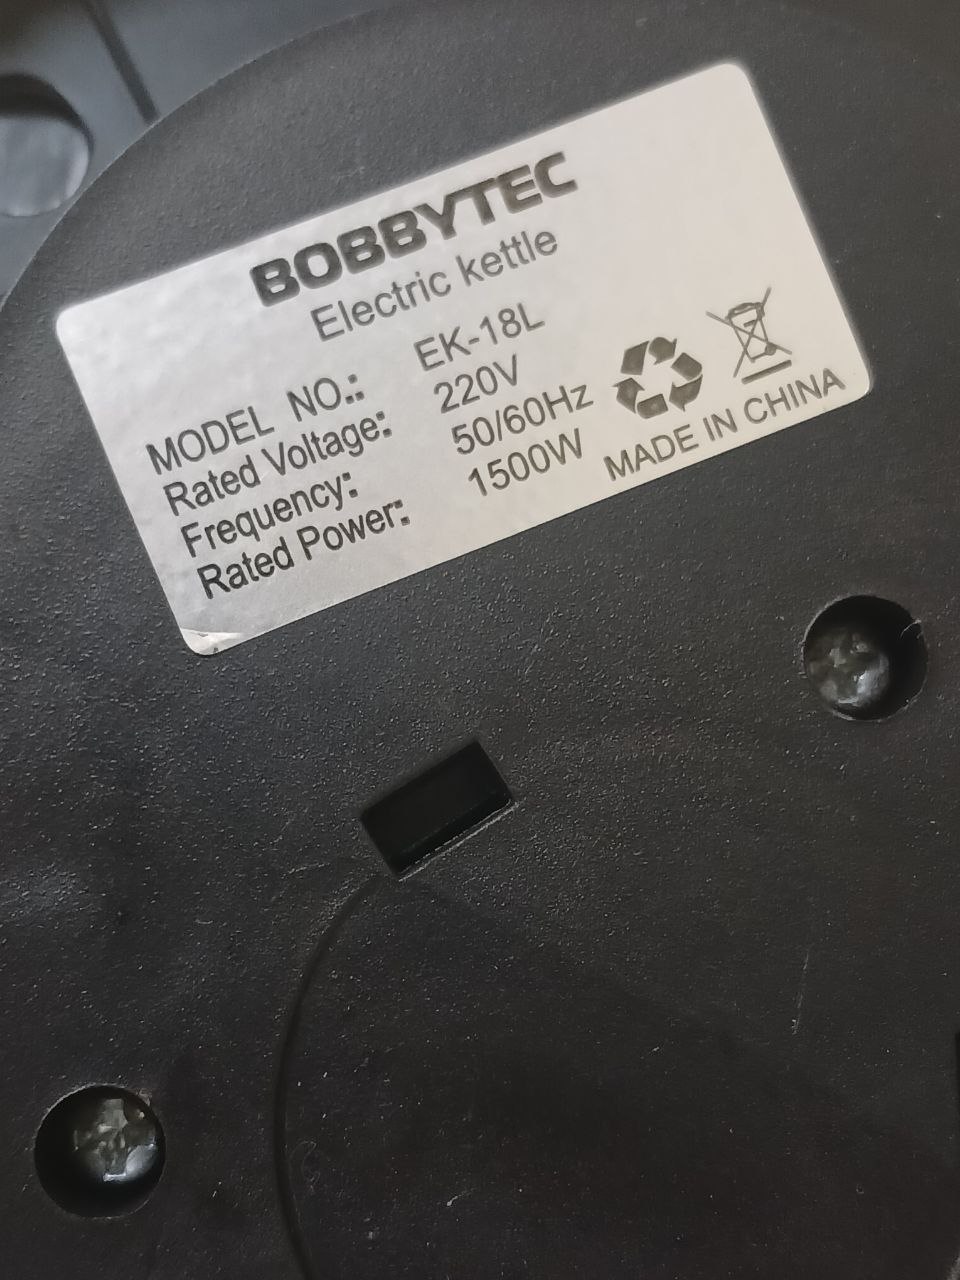 BOBBYTEC
Electric kettle
MODEL NO.: EK-18L
Rated Voltage: 220V
Frequency: 50/60Hz
Rated Power: 1500W
MADE IN CHINA